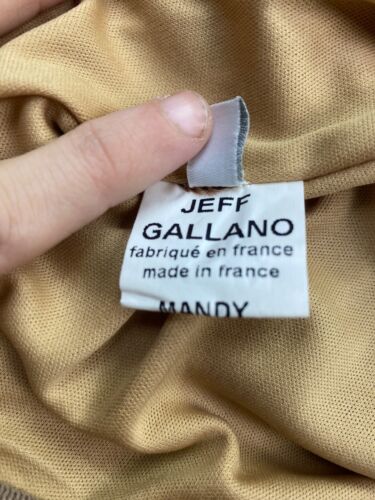 JEFF
GALLANO
fabriqué en france
made in france
MANDY